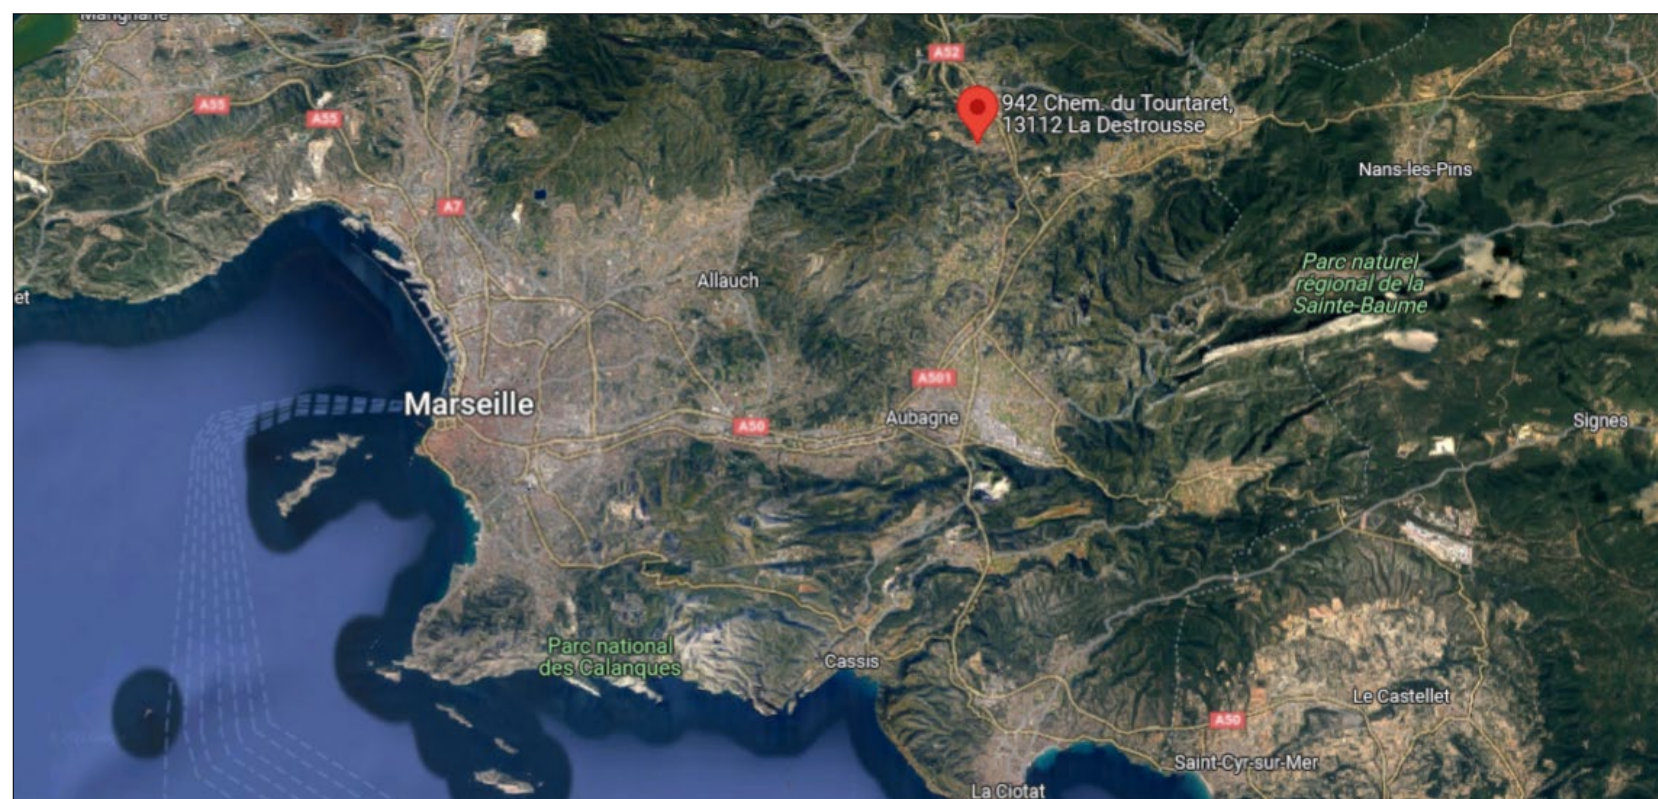 Marignane
A52
A55
A55
942 Chem. du Tourtaret,
13112 La Destrousse
Nans-les-Pins
A7
Allauch
Parc naturel
régional de la
Sainte-Baume
et
A501
Marseille
Aubagne
A50
Signes
Parc national
des Calanques
Cassis
Le Castellet
A50
Saint-Cyr-sur-Mer
La Ciotat